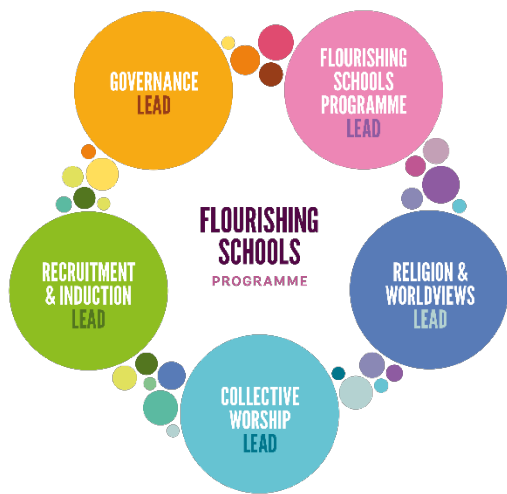 GOVERNANCE
LEAD
FLOURISHING
SCHOOLS
PROGRAMME
LEAD
FLOURISHING
SCHOOLS
PROGRAMME
RECRUITMENT
& INDUCTION
LEAD
RELIGION &
WORLDVIEWS
LEAD
COLLECTIVE
WORSHIP
LEAD